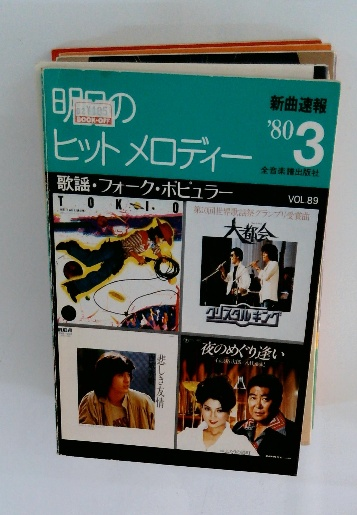 明日の
ヒットメロディー
BOOK-OFF
新曲速報
'80 3
全音楽譜出版社
歌謡・フォーク・ポピュラー
VOL.89
TOKIO
大都会
クリスタルキング
悲しき友情
夜のめぐり逢い